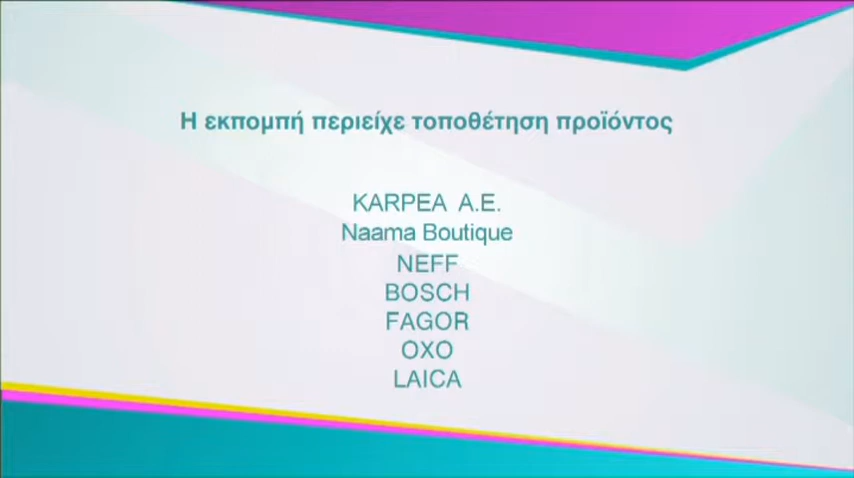 Η εκπομπή περιείχε τοποθέτηση προϊόντος
KARPEA A.E.
Naama Boutique
NEFF
BOSCH
FAGOR
OXO
LAICA